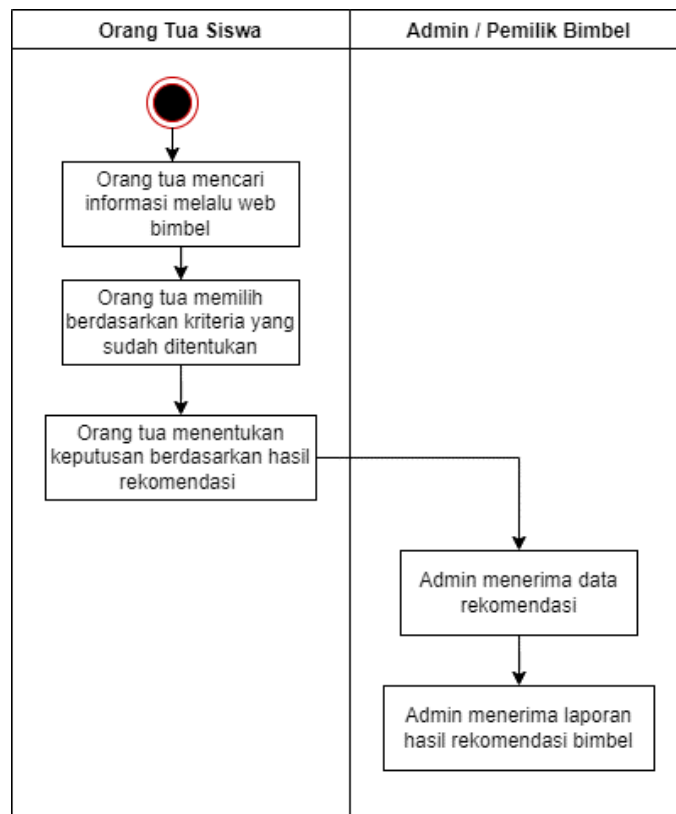 Orang Tua Siswa
Admin / Pemilik Bimbel
Orang tua mencari
informasi melalu web
bimbel
Orang tua memilih
berdasarkan kriteria yang
sudah ditentukan
Orang tua menentukan
keputusan berdasarkan hasil
rekomendasi
Admin menerima data
rekomendasi
Admin menerima laporan
hasil rekomendasi bimbel